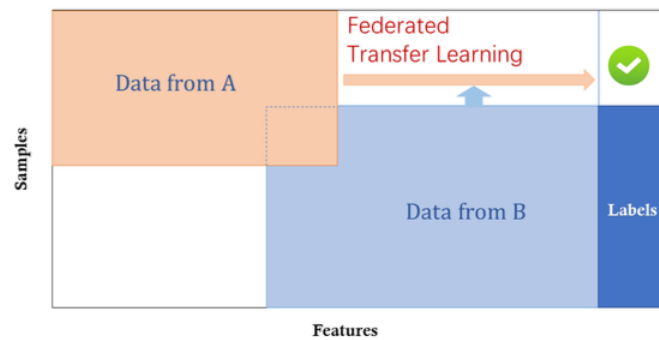 Federated
Transfer Learning
Data from A
Samples
Data from B
Labels
Features